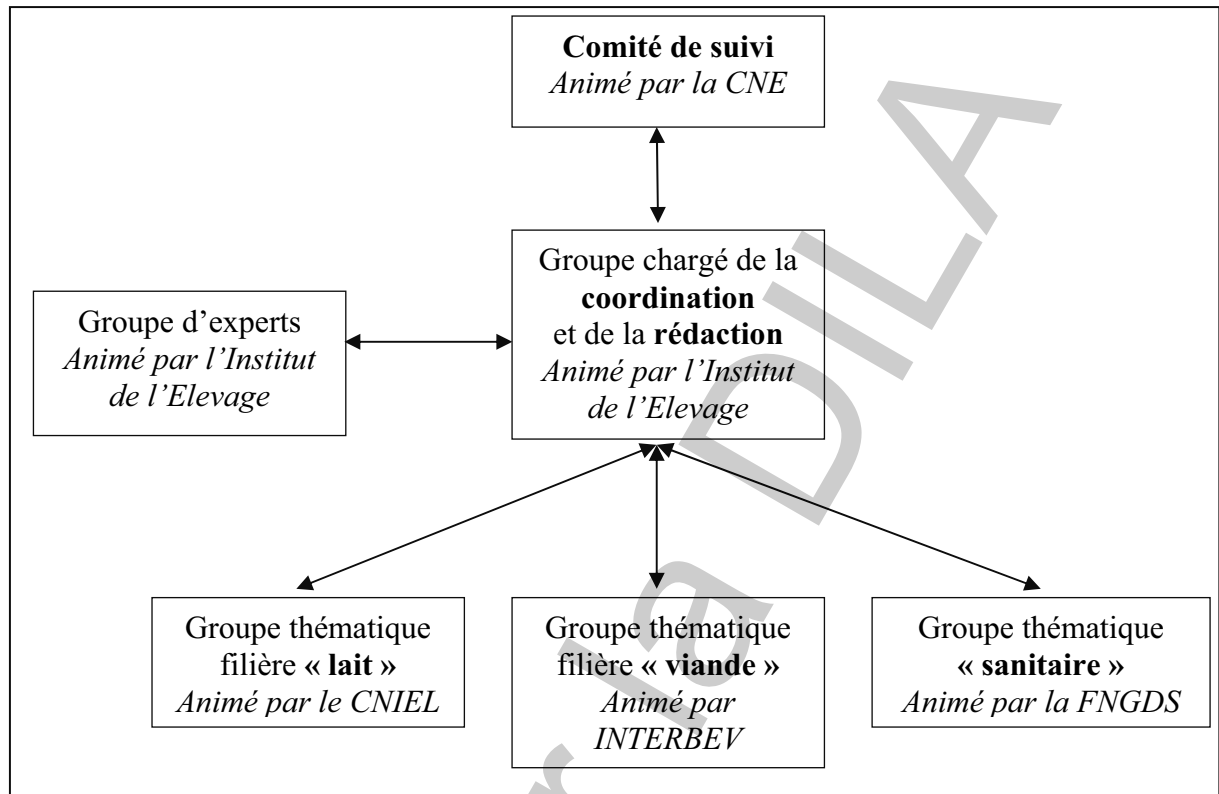 Comité de suivi
Animé par la CNE
Groupe chargé de la
coordination
et de la rédaction
Animé par l’Institut
de l’Elevage
Groupe d’experts
Animé par l’Institut
de l’Elevage
Groupe thématique
filière « lait »
Animé par le CNIEL
Groupe thématique
filière « viande »
Animé par
INTERBEV
Groupe thématique
« sanitaire »
Animé par la FNGDS
r la DILA